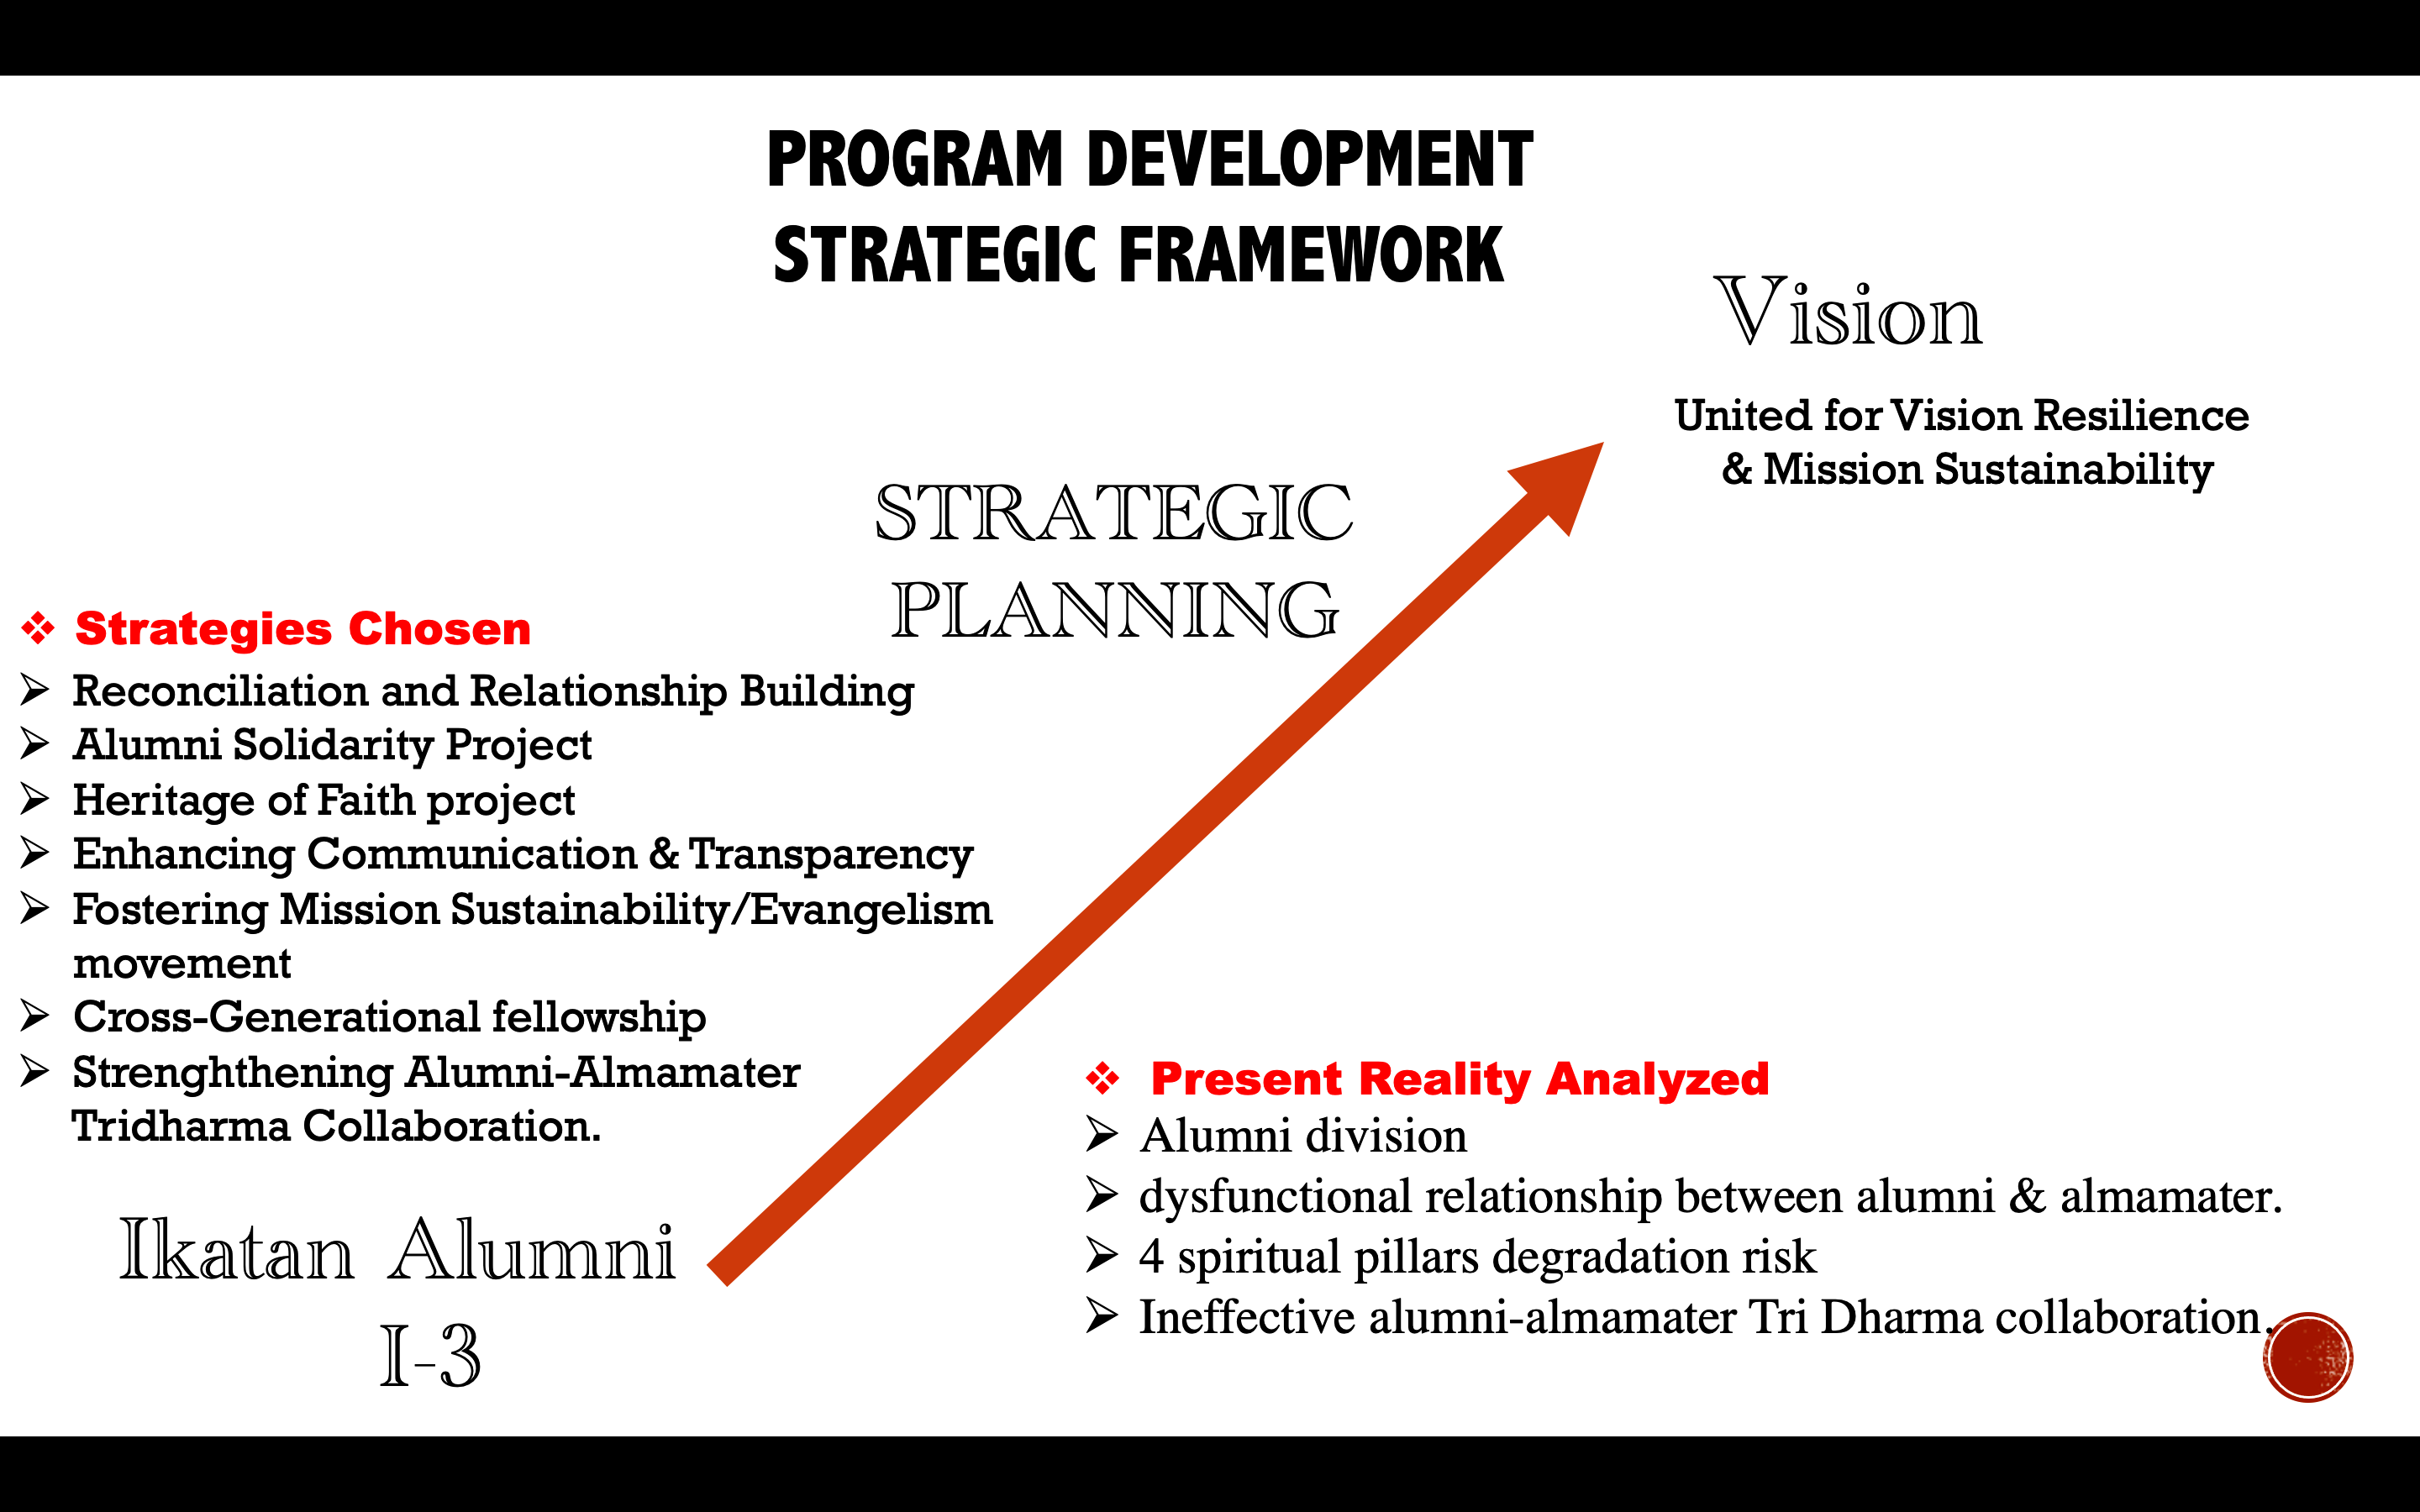 PROGRAM DEVELOPMENT
STRATEGIC FRAMEWORK
Vision
United for Vision Resilience
& Mission Sustainability
STRATEGIC
PLANNING
❖ Strategies Chosen
➢ Reconciliation and Relationship Building
➢ Alumni Solidarity Project
➢ Heritage of Faith project
➢ Enhancing Communication & Transparency
➢ Fostering Mission Sustainability/Evangelism
movement
➢ Cross-Generational fellowship
➢ Strenghthening Alumni-Almamater
Tridharma Collaboration.
Ikatan Alumni
I-3
❖ Present Reality Analyzed
➢ Alumni division
➢ dysfunctional relationship between alumni & almamater.
➢ 4 spiritual pillars degradation risk
➢ Ineffective alumni-almamater Tri Dharma collaboration.